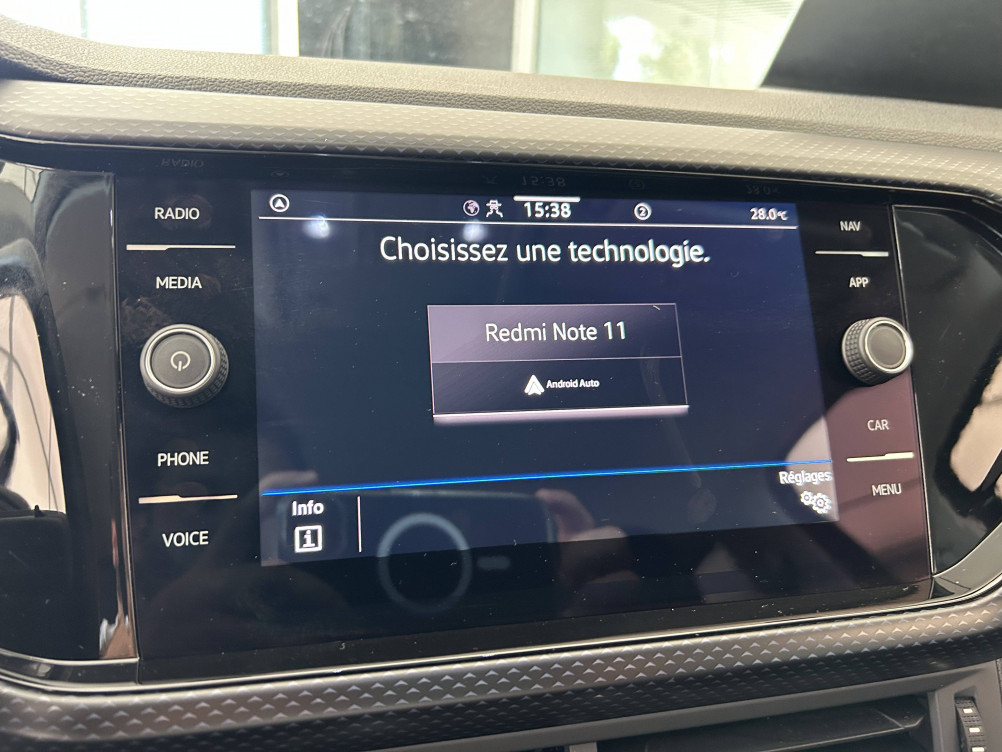 RADIO
MEDIA
PHONE
VOICE
15:38
2
28.0°C
Choisissez une technologie.
Redmi Note 11
Android Auto
Info
i
Réglages
NAV
APP
CAR
MENU